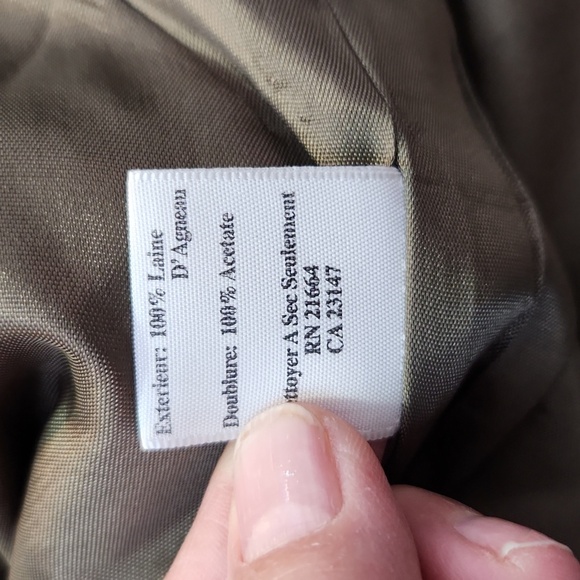 Exterieur: 100% Laine
D'Agneau
Doublure: 100% Acetate
ttoyer A Sec Seulement
RN 21664
CA 23147